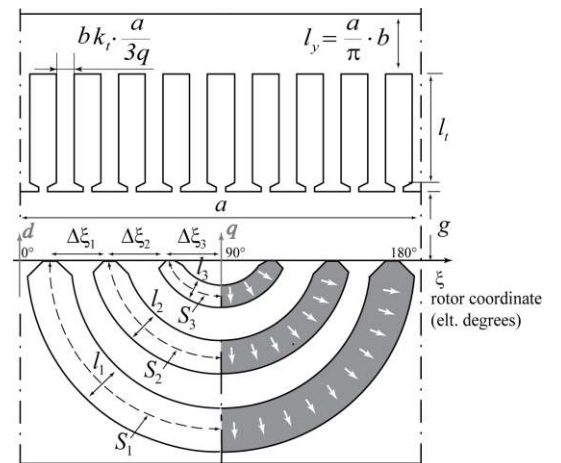 b k_t · a/3q
l_y = a/π · b
l_t
a
g
d
q
Δξ_1
Δξ_2
Δξ_3
0°
90°
180°
ξ
rotor coordinate
(elt. degrees)
l_3
S_3
l_2
S_2
l_1
S_1